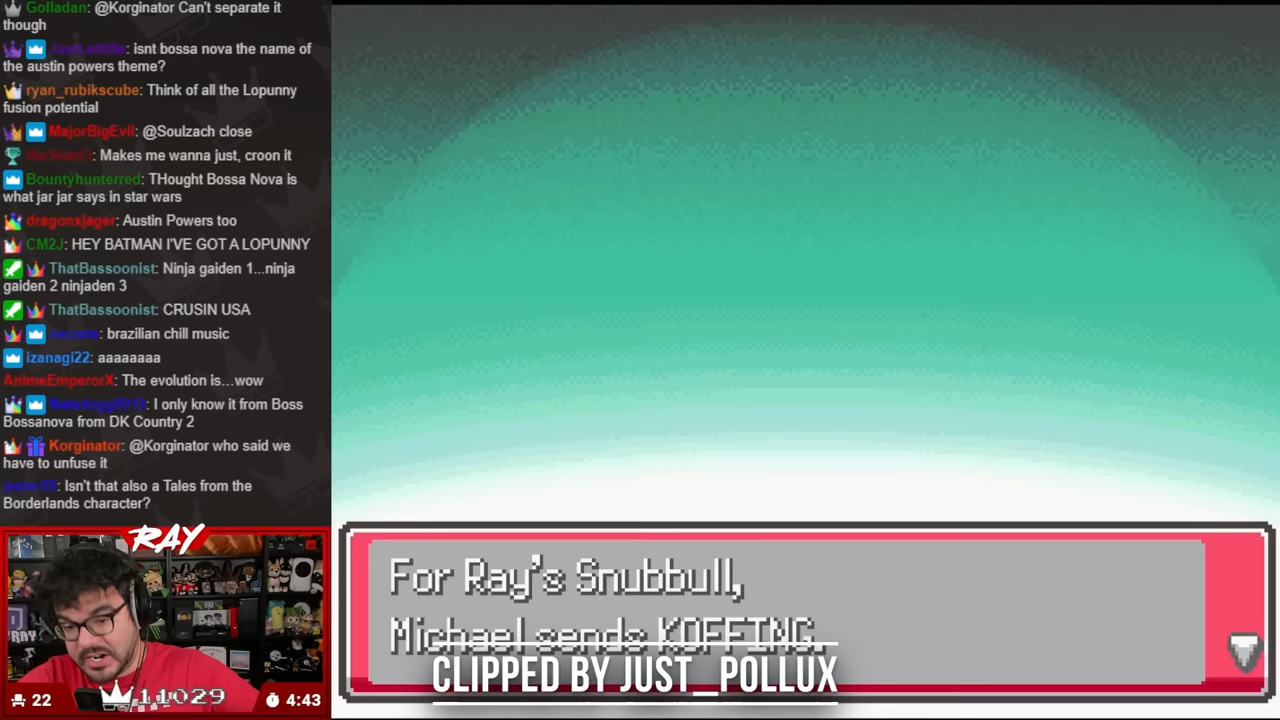 Golladan: @Korginator Can't separate it
though
: isnt bossa nova the name of
the austin powers theme?
ryan_rubikscube: Think of all the Lopunny
fusion potential
MajorBigEvil: @Soulzach close
: Makes me wanna just, croon it
Bountyhunterred: THought Bossa Nova is
what jar jar says in star wars
dragonxjager: Austin Powers too
CM2J: HEY BATMAN I'VE GOT A LOPUNNY
ThatBassoonist: Ninja gaiden 1...ninja
gaiden 2 ninjaden 3
ThatBassoonist: CRUSIN USA
: brazilian chill music
izanagi22: aaaaaaaa
AnimeEmperorX: The evolution is...wow
: I only know it from Boss
Bossanova from DK Country 2
Korginator: @Korginator who said we
have to unfuse it
: Isn't that also a Tales from the
Borderlands character?
RAY
RAY
22
11029
4:43
For Ray's Snubbull,
Michael sends KOFFING.
CLIPPED BY JUST_POLLUX